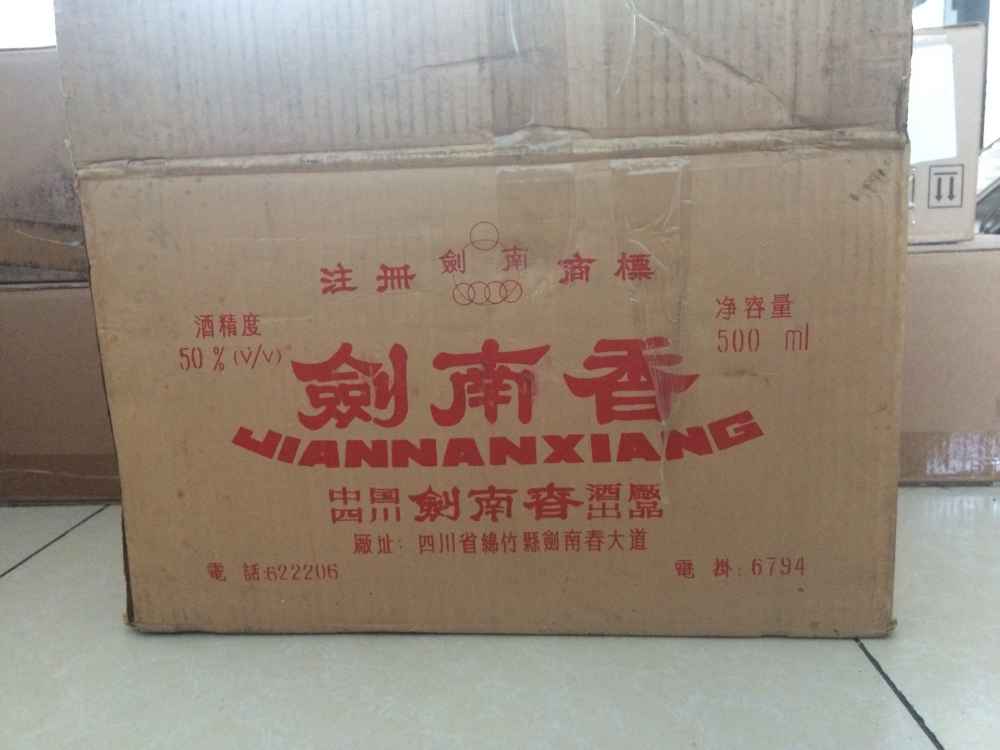 注冊 劍南 商標
酒精度
50%(V/V)
净容量
500 ml
劍南香
JIANNANXIANG
中国四川 劍南春 酒廠出品
廠址: 四川省綿竹縣劍南春大道
電話:622206
電掛:6794